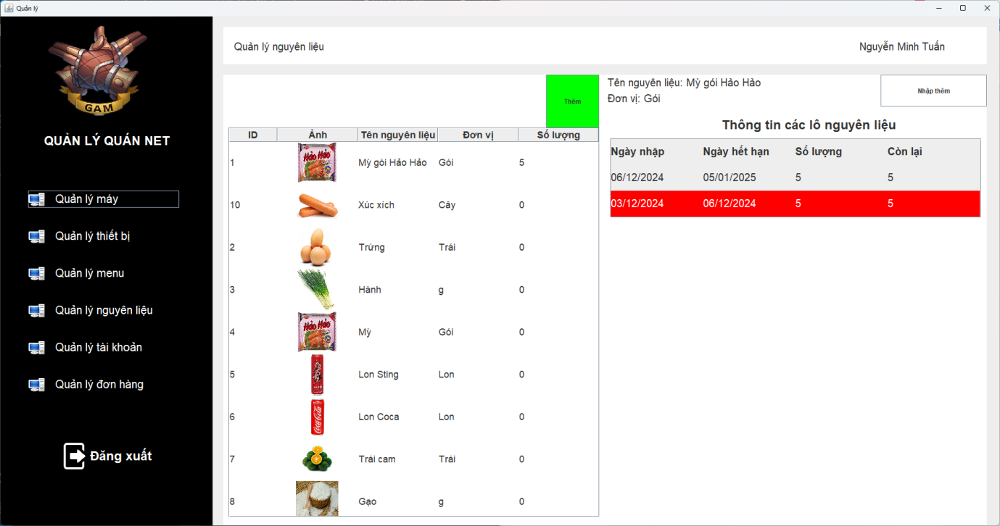 Quản lý
GAM
QUẢN LÝ QUÁN NET
Quản lý máy
Quản lý thiết bị
Quản lý menu
Quản lý nguyên liệu
Quản lý tài khoản
Quản lý đơn hàng
Đăng xuất
Quản lý nguyên liệu Nguyễn Minh Tuấn
Thêm
ID Ảnh Tên nguyên liệu Đơn vị Số lượng
1 Hảo Hảo Mỳ gói Hảo Hảo Gói 5
10 Xúc xích Cây 0
2 Trứng Trái 0
3 Hành g 0
4 Hảo Hảo Mỳ Gói 0
5 Lon Sting Lon 0
6 Coca-Cola Lon Coca Lon 0
7 Trái cam Trái 0
8 Gạo g 0
Tên nguyên liệu: Mỳ gói Hảo Hảo
Đơn vị: Gói
Nhập thêm
Thông tin các lô nguyên liệu
Ngày nhập Ngày hết hạn Số lượng Còn lại
06/12/2024 05/01/2025 5 5
03/12/2024 06/12/2024 5 5